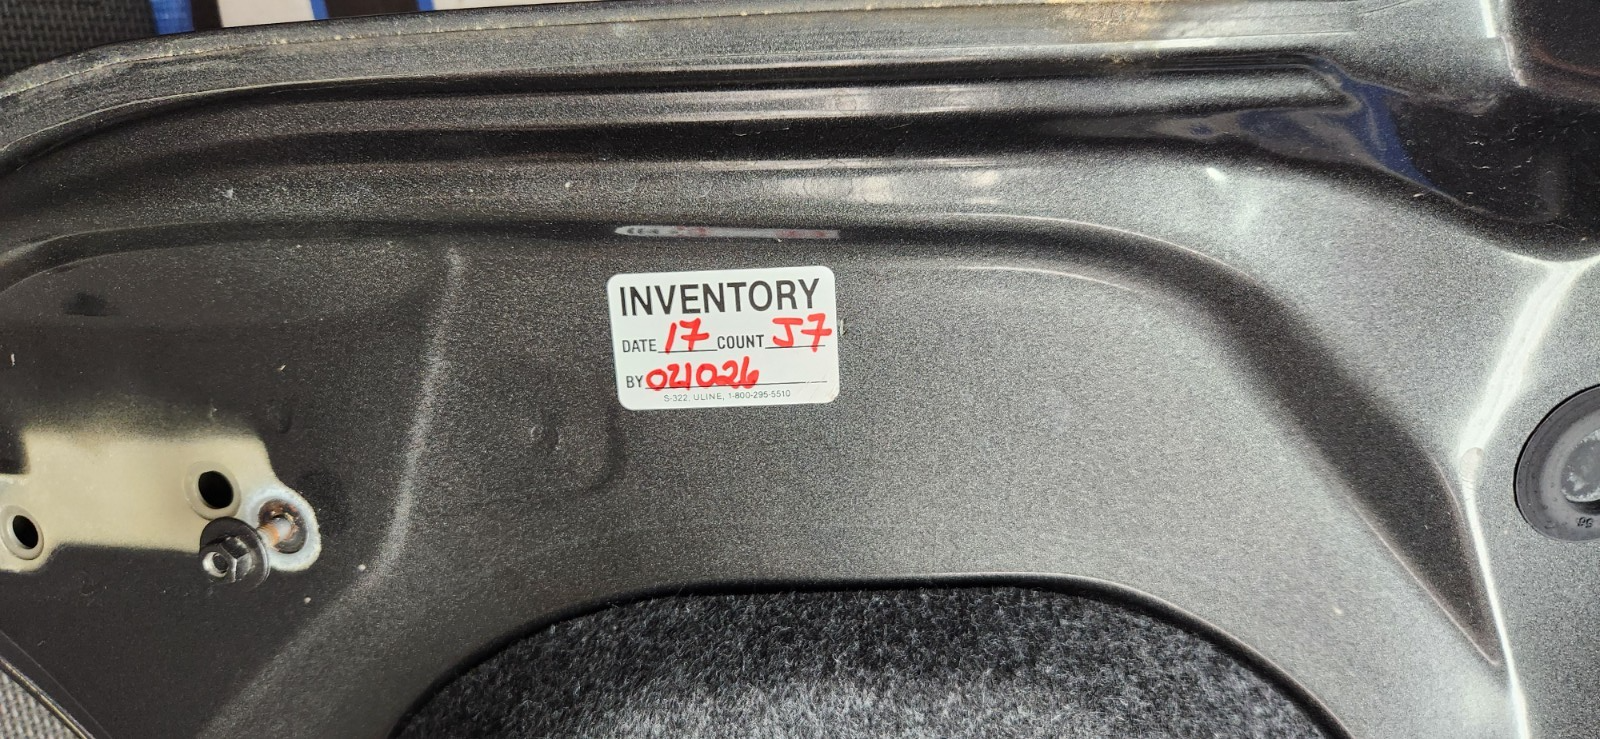 INVENTORY
DATE 17 COUNT J7
BY 021026
S-322 ULINE, 1-800-295-5510